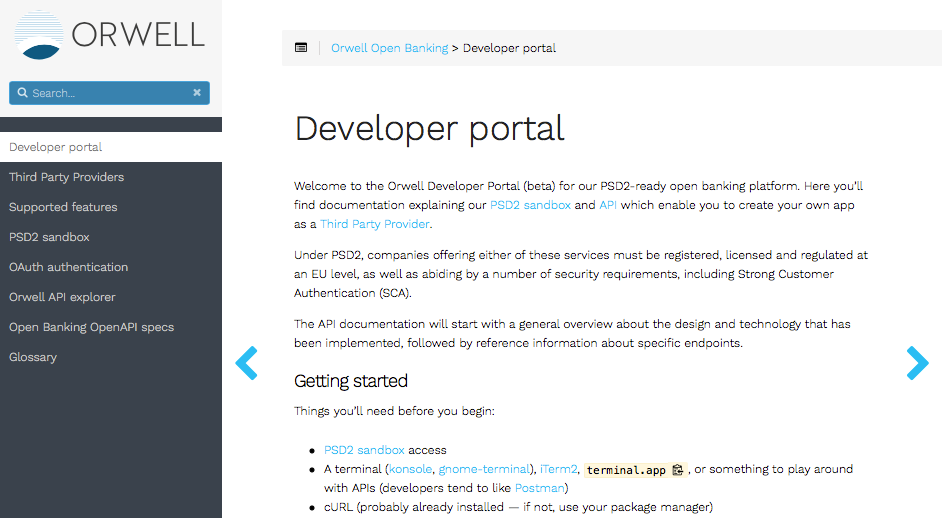 ORWELL
Search...
Developer portal
Third Party Providers
Supported features
PSD2 sandbox
OAuth authentication
Orwell API explorer
Open Banking OpenAPI specs
Glossary
Orwell Open Banking > Developer portal
Developer portal
Welcome to the Orwell Developer Portal (beta) for our PSD2-ready open banking platform. Here you'll
find documentation explaining our PSD2 sandbox and API which enable you to create your own app
as a Third Party Provider.
Under PSD2, companies offering either of these services must be registered, licensed and regulated at
an EU level, as well as abiding by a number of security requirements, including Strong Customer
Authentication (SCA).
The API documentation will start with a general overview about the design and technology that has
been implemented, followed by reference information about specific endpoints.
Getting started
Things you'll need before you begin:
• PSD2 sandbox access
• A terminal (konsole, gnome-terminal), iTerm2, terminal.app , or something to play around
with APIs (developers tend to like Postman)
• cURL (probably already installed — if not, use your package manager)